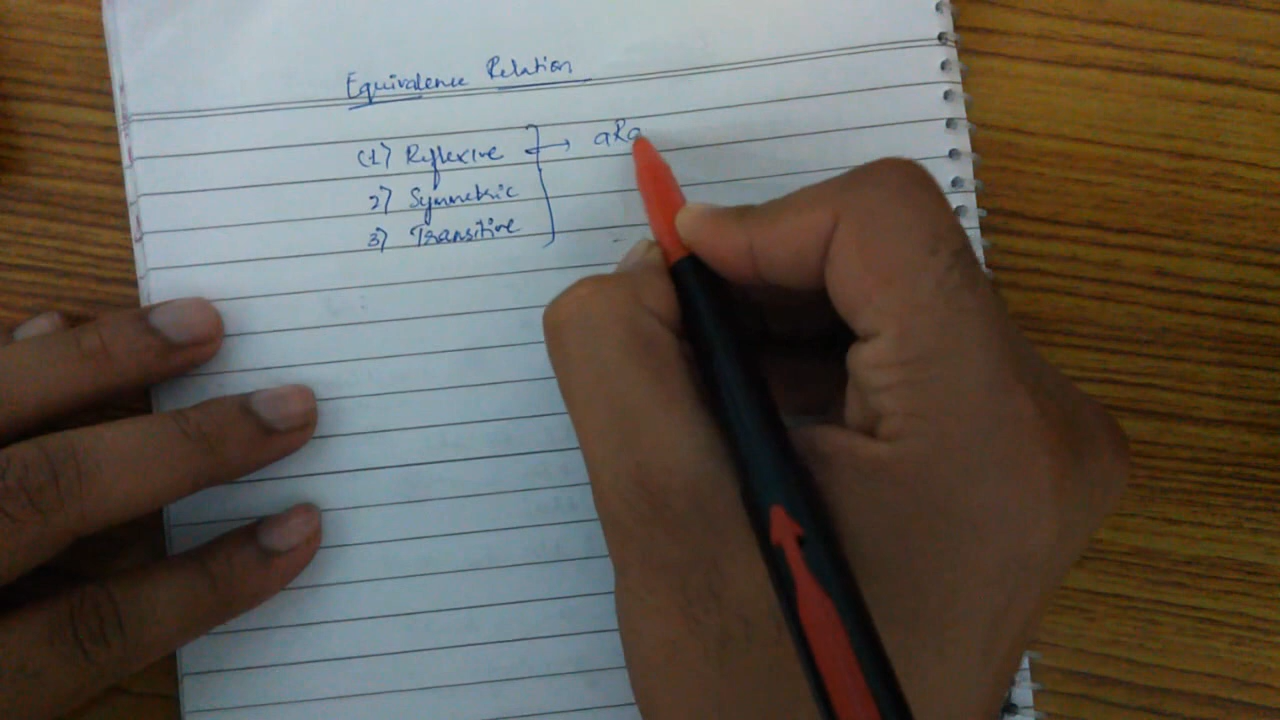 Equivalence Relation
(1) Reflexive → aRa
2) Symmetric
3) Transitive